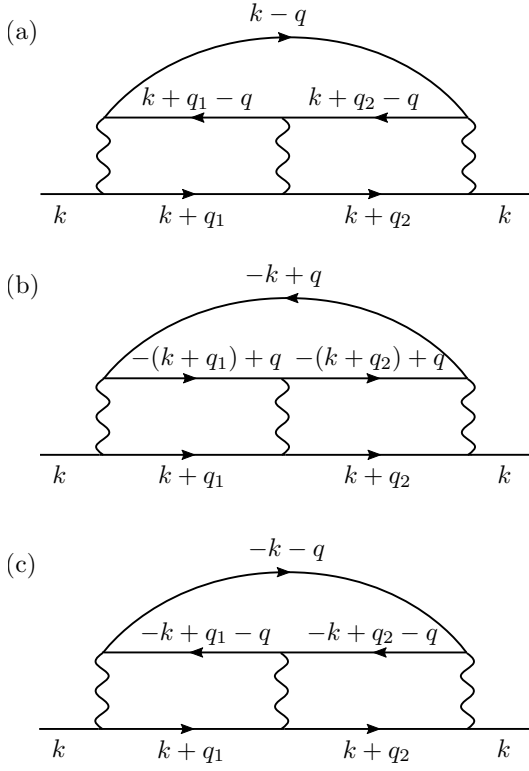 (a)
k − q
k + q₁ − q k + q₂ − q
k k + q₁ k + q₂ k
(b)
−k + q
−(k + q₁) + q −(k + q₂) + q
k k + q₁ k + q₂ k
(c)
−k − q
−k + q₁ − q −k + q₂ − q
k k + q₁ k + q₂ k